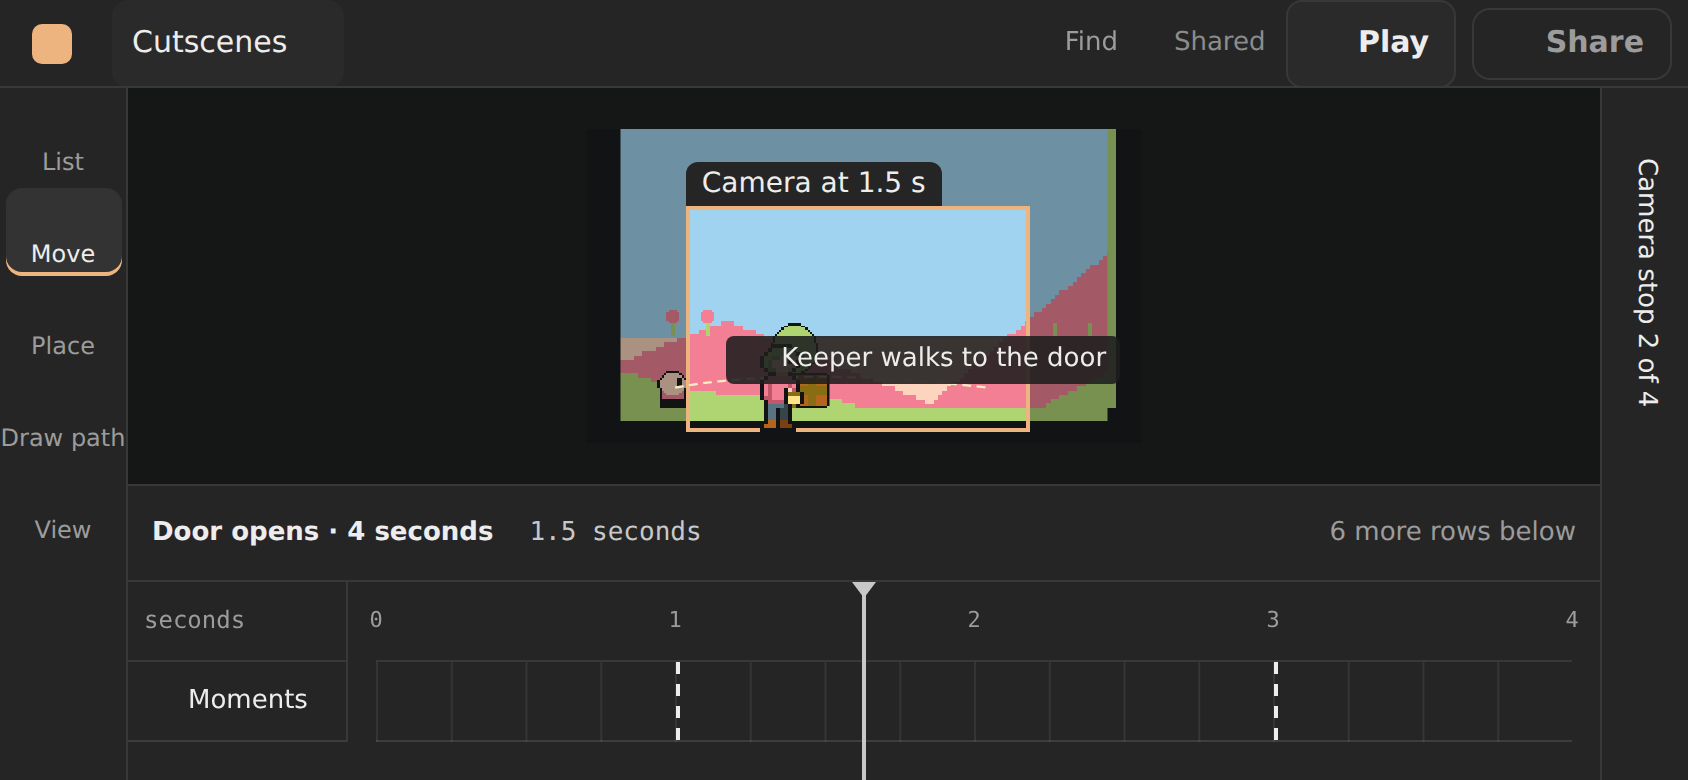 Cutscenes
Find
Shared
Play
Share
List
Move
Place
Draw path
View
Camera at 1.5 s
Keeper walks to the door
Camera stop 2 of 4
Door opens · 4 seconds
1.5 seconds
6 more rows below
seconds
0
1
2
3
4
Moments